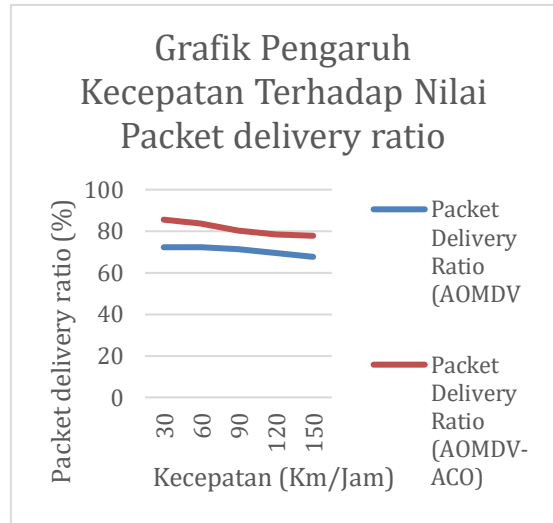 Grafik Pengaruh
Kecepatan Terhadap Nilai
Packet delivery ratio
Packet delivery ratio (%)
100
80
60
40
20
0
30
60
90
120
150
Kecepatan (Km/Jam)
Packet
Delivery
Ratio
(AOMDV
Packet
Delivery
Ratio
(AOMDV-
ACO)